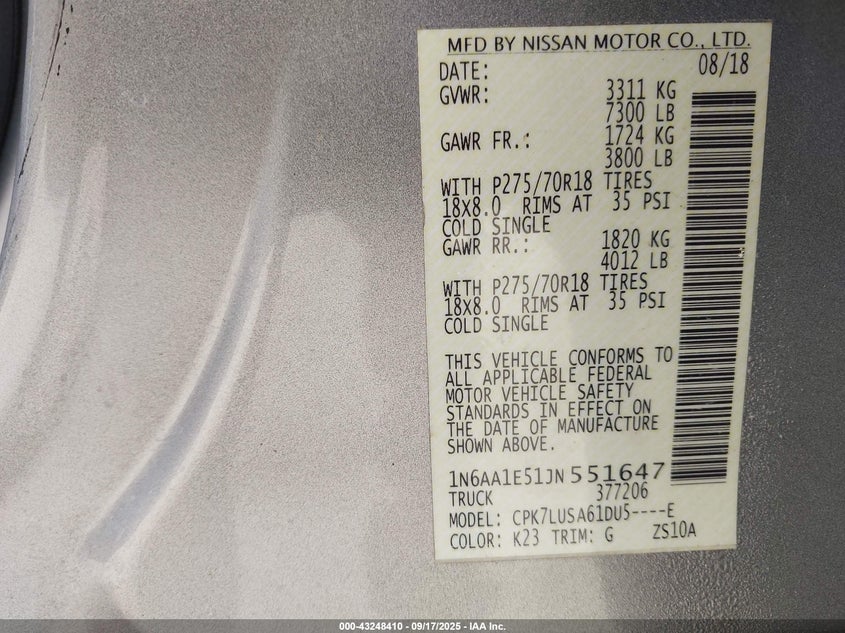 MFD BY NISSAN MOTOR CO., LTD.
DATE: 08/18
GVWR: 3311 KG
7300 LB
GAWR FR.: 1724 KG
3800 LB
WITH P275/70R18 TIRES
18X8.0 RIMS AT 35 PSI
COLD SINGLE
GAWR RR.: 1820 KG
4012 LB
WITH P275/70R18 TIRES
18X8.0 RIMS AT 35 PSI
COLD SINGLE
THIS VEHICLE CONFORMS TO
ALL APPLICABLE FEDERAL
MOTOR VEHICLE SAFETY
STANDARDS IN EFFECT ON
THE DATE OF MANUFACTURE
SHOWN ABOVE.
1N6AA1E51JN551647
TRUCK 377206
MODEL: CPK7LUSA61DU5----E
COLOR: K23 TRIM: G ZS10A
000-43248410 - 09/17/2025 - IAA Inc.